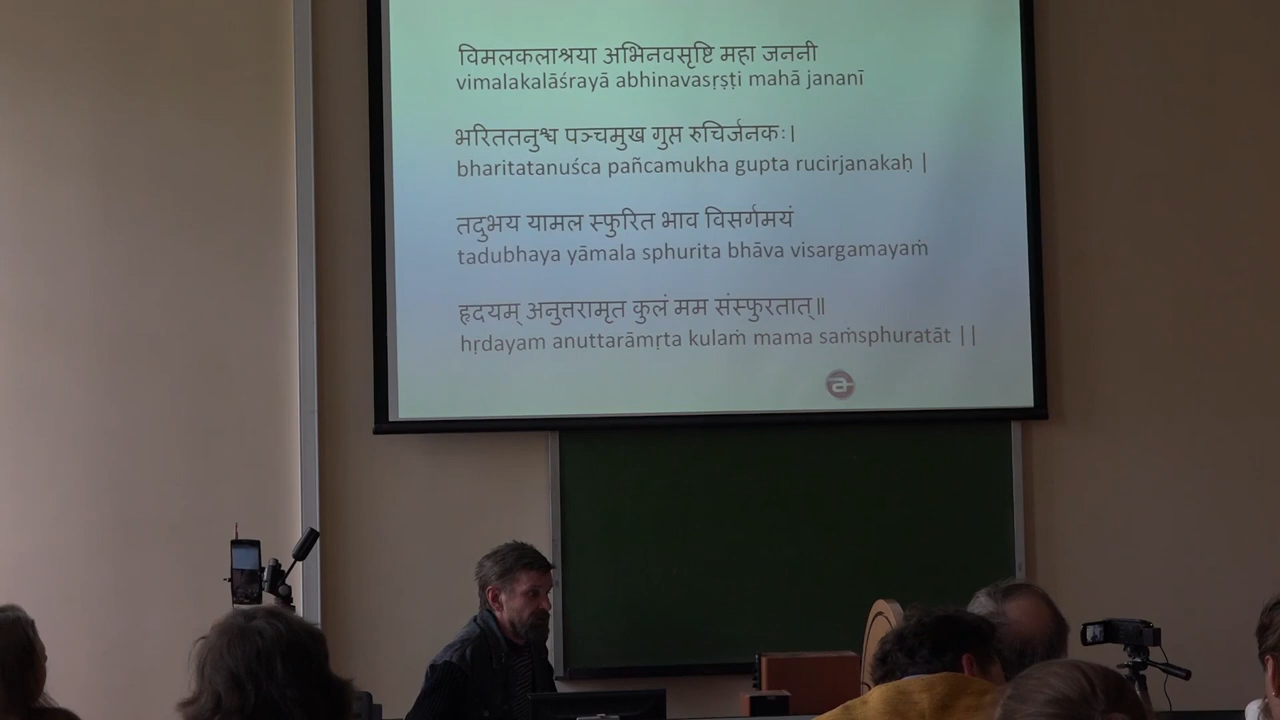 विमलकलाश्रया अभिनवसृष्टि महा जननी
vimalakalāśrayā abhinavasṛṣṭi mahā jananī
भरिततनुश्च पञ्चमुख गुप्त रुचिर्जनकः।
bharitatanuśca pañcamukha gupta rucirjanakaḥ |
तदुभय यामल स्फुरित भाव विसर्गमयं
tadubhaya yāmala sphurita bhāva visargamayaṁ
हृदयम् अनुत्तरामृत कुलं मम संस्फुरतात्॥
hṛdayam anuttarāmṛta kulaṁ mama saṁsphuratāt ||
a